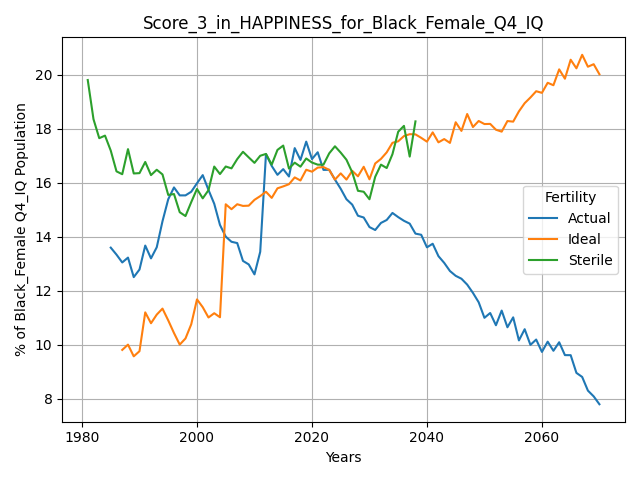 Score_3_in_HAPPINESS_for_Black_Female_Q4_IQ
% of Black_Female Q4_IQ Population
20
18
16
14
12
10
8
Fertility
Actual
Ideal
Sterile
1980
2000
2020
2040
2060
Years